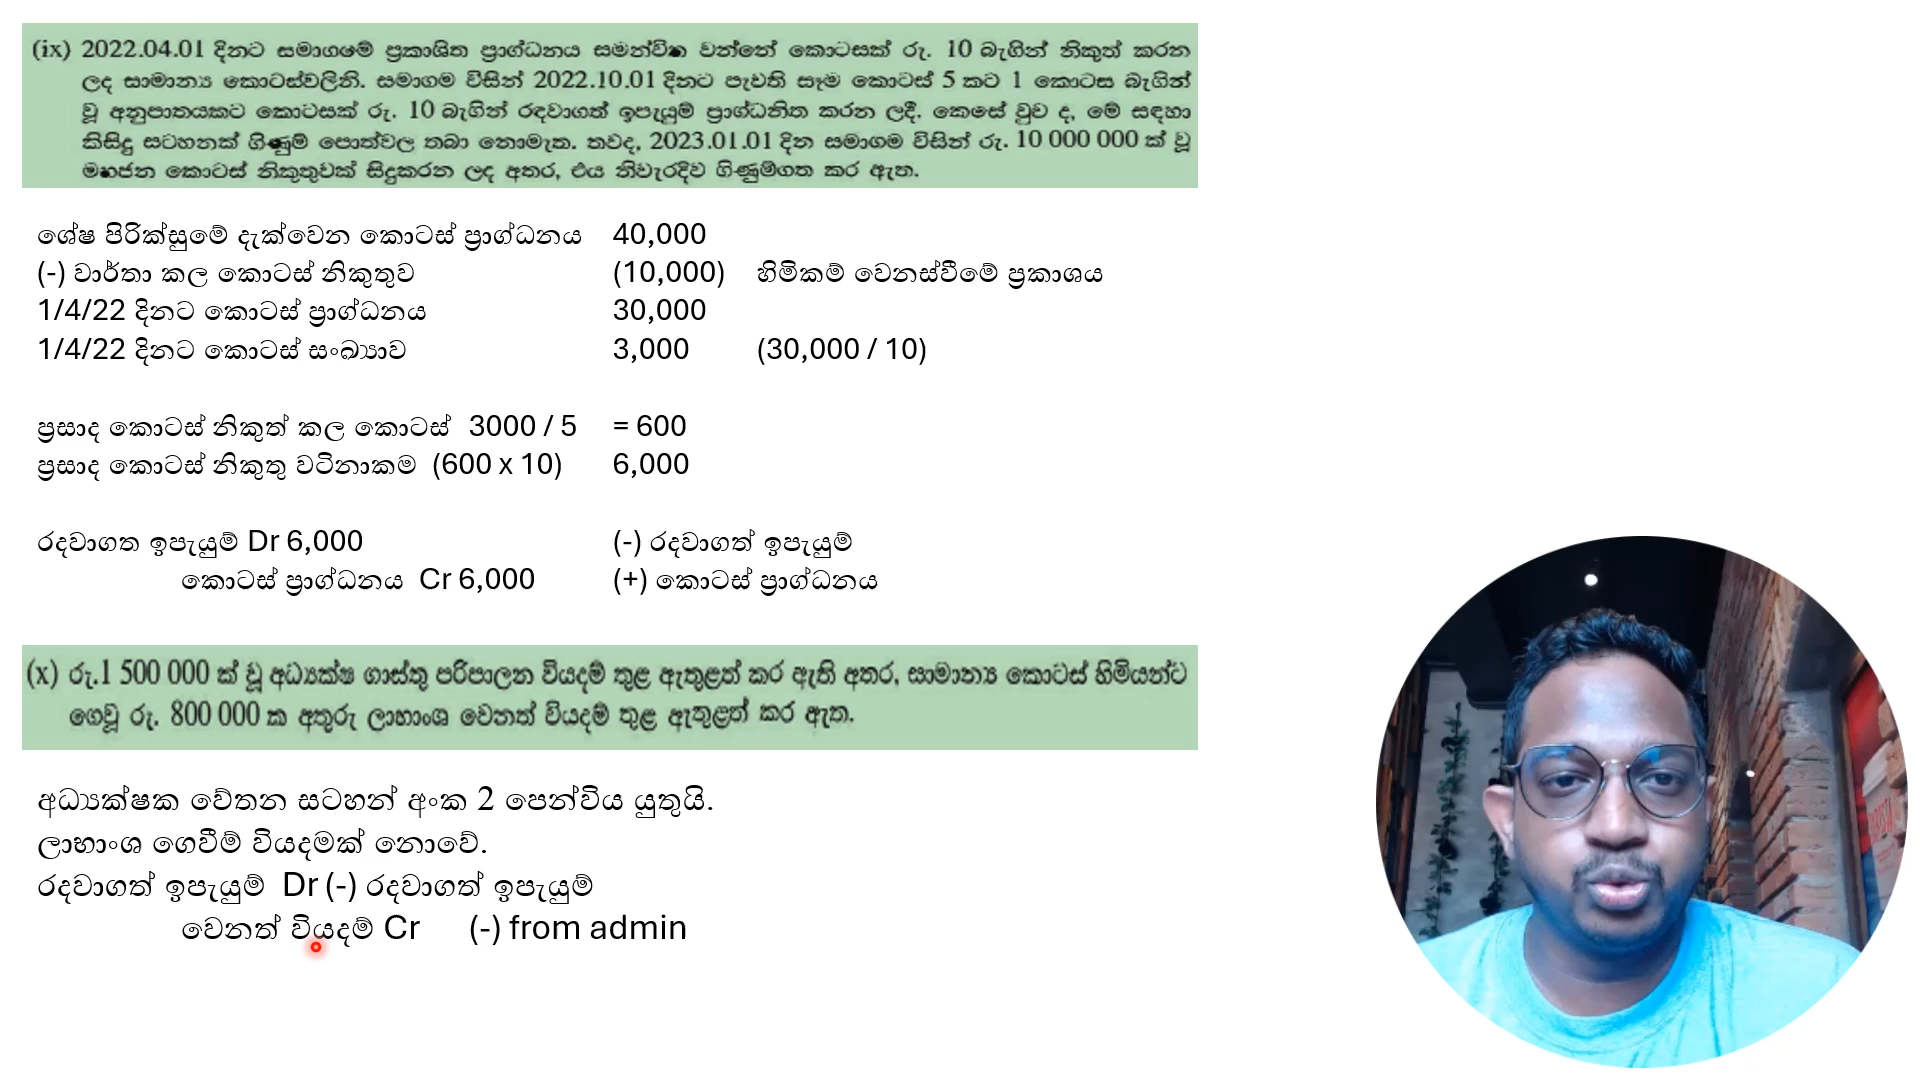 (ix) 2022.04.01 දිනට සමාගමේ ප්‍රකාශිත ප්‍රාග්ධනය සමන්විත වන්නේ කොටසක් රු. 10 බැගින් නිකුත් කරන
ලද සාමාන්‍ය කොටස්වලිනි. සමාගම විසින් 2022.10.01 දිනට පැවති සෑම කොටස් 5 කට 1 කොටස බැගින්
වූ අනුපාතයකට කොටසක් රු. 10 බැගින් රඳවාගත් ඉපැයුම් ප්‍රාග්ධනිත කරන ලදී. කෙසේ වුව ද, මේ සඳහා
කිසිදු සටහනක් ගිණුම් පොත්වල තබා නොමැත. තවද, 2023.01.01 දින සමාගම විසින් රු. 10 000 000 ක් වූ
මහජන කොටස් නිකුතුවක් සිදුකරන ලද අතර, එය නිවැරදිව ගිණුම්ගත කර ඇත.
ශේෂ පිරික්සුමේ දැක්වෙන කොටස් ප්‍රාග්ධනය 40,000
(-) වාර්තා කල කොටස් නිකුතුව (10,000) හිමිකම් වෙනස්වීමේ ප්‍රකාශය
1/4/22 දිනට කොටස් ප්‍රාග්ධනය 30,000
1/4/22 දිනට කොටස් සංඛ්‍යාව 3,000 (30,000 / 10)
ප්‍රසාද කොටස් නිකුත් කල කොටස් 3000 / 5 = 600
ප්‍රසාද කොටස් නිකුතු වටිනාකම (600 x 10) 6,000
රදවාගත ඉපැයුම් Dr 6,000 (-) රදවාගත් ඉපැයුම්
කොටස් ප්‍රාග්ධනය Cr 6,000 (+) කොටස් ප්‍රාග්ධනය
(x) රු.1 500 000 ක් වූ අධ්‍යක්ෂ ගාස්තු පරිපාලන වියදම් තුළ ඇතුළත් කර ඇති අතර, සාමාන්‍ය කොටස් හිමියන්ට
ගෙවූ රු. 800 000 ක අතුරු ලාභාංශ වෙනත් වියදම් තුළ ඇතුළත් කර ඇත.
අධ්‍යක්ෂක වේතන සටහන් අංක 2 පෙන්විය යුතුයි.
ලාභාංශ ගෙවීම් වියදමක් නොවේ.
රදවාගත් ඉපැයුම් Dr (-) රදවාගත් ඉපැයුම්
වෙනත් වියදම් Cr (-) from admin